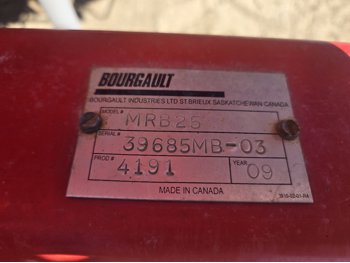 BOURGAULT
BOURGAULT INDUSTRIES LTD ST. BRIEUX SASKATCHEWAN CANADA
MODEL# MRB26
SERIAL# 39685MB-03
PROD# 4191 YEAR 09
MADE IN CANADA